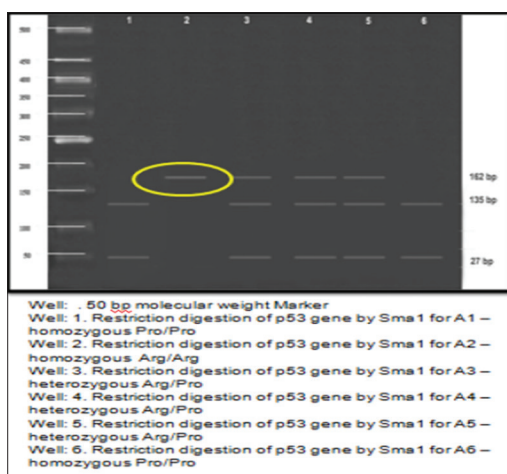 1 2 3 4 5 6
500
450
400
350
300
250
200
162 bp
150
135 bp
100
50
27 bp
Well: . 50 bp molecular weight Marker
Well: 1. Restriction digestion of p53 gene by Sma1 for A1 –
homozygous Pro/Pro
Well: 2. Restriction digestion of p53 gene by Sma1 for A2 –
homozygous Arg/Arg
Well: 3. Restriction digestion of p53 gene by Sma1 for A3 –
heterozygous Arg/Pro
Well: 4. Restriction digestion of p53 gene by Sma1 for A4 –
heterozygous Arg/Pro
Well: 5. Restriction digestion of p53 gene by Sma1 for A5 –
heterozygous Arg/Pro
Well: 6. Restriction digestion of p53 gene by Sma1 for A6 –
homozygous Pro/Pro